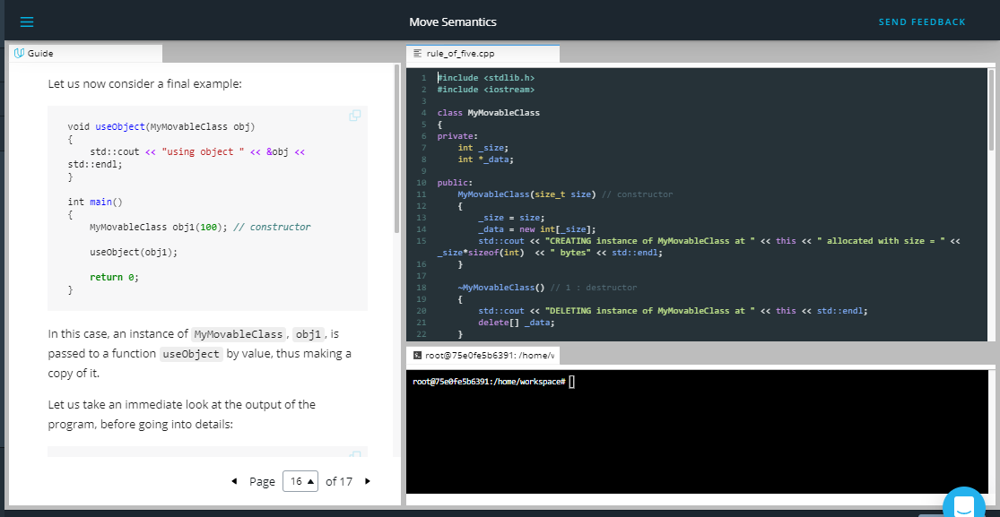 Move Semantics
SEND FEEDBACK
Guide
Let us now consider a final example:
void useObject(MyMovableClass obj)
{
std::cout << "using object " << &obj <<
std::endl;
}
int main()
{
MyMovableClass obj1(100); // constructor
useObject(obj1);
return 0;
}
In this case, an instance of MyMovableClass, obj1, is
passed to a function useObject by value, thus making a
copy of it.
Let us take an immediate look at the output of the
program, before going into details:
Page 16 of 17
rule_of_five.cpp
1 #include <stdlib.h>
2 #include <iostream>
3
4 class MyMovableClass
5 {
6 private:
7 int _size;
8 int *_data;
9
10 public:
11 MyMovableClass(size_t size) // constructor
12 {
13 _size = size;
14 _data = new int[_size];
15 std::cout << "CREATING instance of MyMovableClass at " << this << " allocated with size = " <<
_size*sizeof(int) << " bytes" << std::endl;
16 }
17
18 ~MyMovableClass() // 1 : destructor
19 {
20 std::cout << "DELETING instance of MyMovableClass at " << this << std::endl;
21 delete[] _data;
22 }
root@75e0fe5b6391: /home/w
root@75e0fe5b6391:/home/workspace#